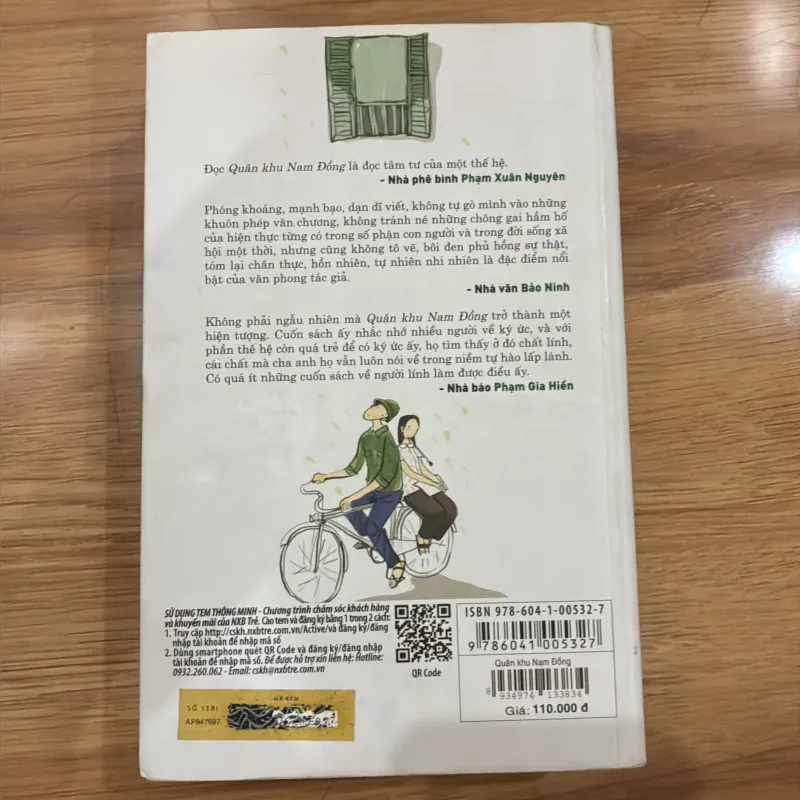 Đọc Quân khu Nam Đồng là đọc tâm tư của một thế hệ.
- Nhà phê bình Phạm Xuân Nguyên
Phóng khoáng, mạnh bạo, dạn dĩ viết, không tự gò mình vào những
khuôn phép văn chương, không tránh né những chông gai hầm hố
của hiện thực từng có trong số phận con người và trong đời sống xã
hội một thời, nhưng cũng không tô vẽ, bôi đen phủ hồng sự thật,
tóm lại chân thực, hồn nhiên, tự nhiên nhi nhiên là đặc điểm nổi
bật của văn phong tác giả.
- Nhà văn Bảo Ninh
Không phải ngẫu nhiên mà Quân khu Nam Đồng trở thành một
hiện tượng. Cuốn sách ấy nhắc nhớ nhiều người về ký ức, và với
phần thế hệ còn quá trẻ để có ký ức ấy, họ tìm thấy ở đó chất lính,
cái chất mà cha anh họ vẫn luôn nói về trong niềm tự hào lấp lánh.
Có quá ít những cuốn sách về người lính làm được điều ấy.
- Nhà báo Phạm Gia Hiền
SỬ DỤNG TEM THÔNG MINH - Chương trình chăm sóc khách hàng
và khuyến mãi của NXB Trẻ. Cào tem và đăng ký bằng 1 trong 2 cách:
1. Truy cập http://cskh.nxbtre.com.vn/Active/và đăng ký/đăng
nhập tài khoản để nhập mã số
2. Dùng smartphone quét QR Code và đăng ký/đăng nhập
tài khoản để nhập mã số. Để được hỗ trợ xin liên hệ: Hotline:
0932.260.062 - Email: cskh@nxbtre.com.vn
QR Code
ISBN 978-604-1-00532-7
9 786041 005327
Quân khu Nam Đồng
8 934974 133834
Giá: 110.000 đ
SỐ SERI
AF947697